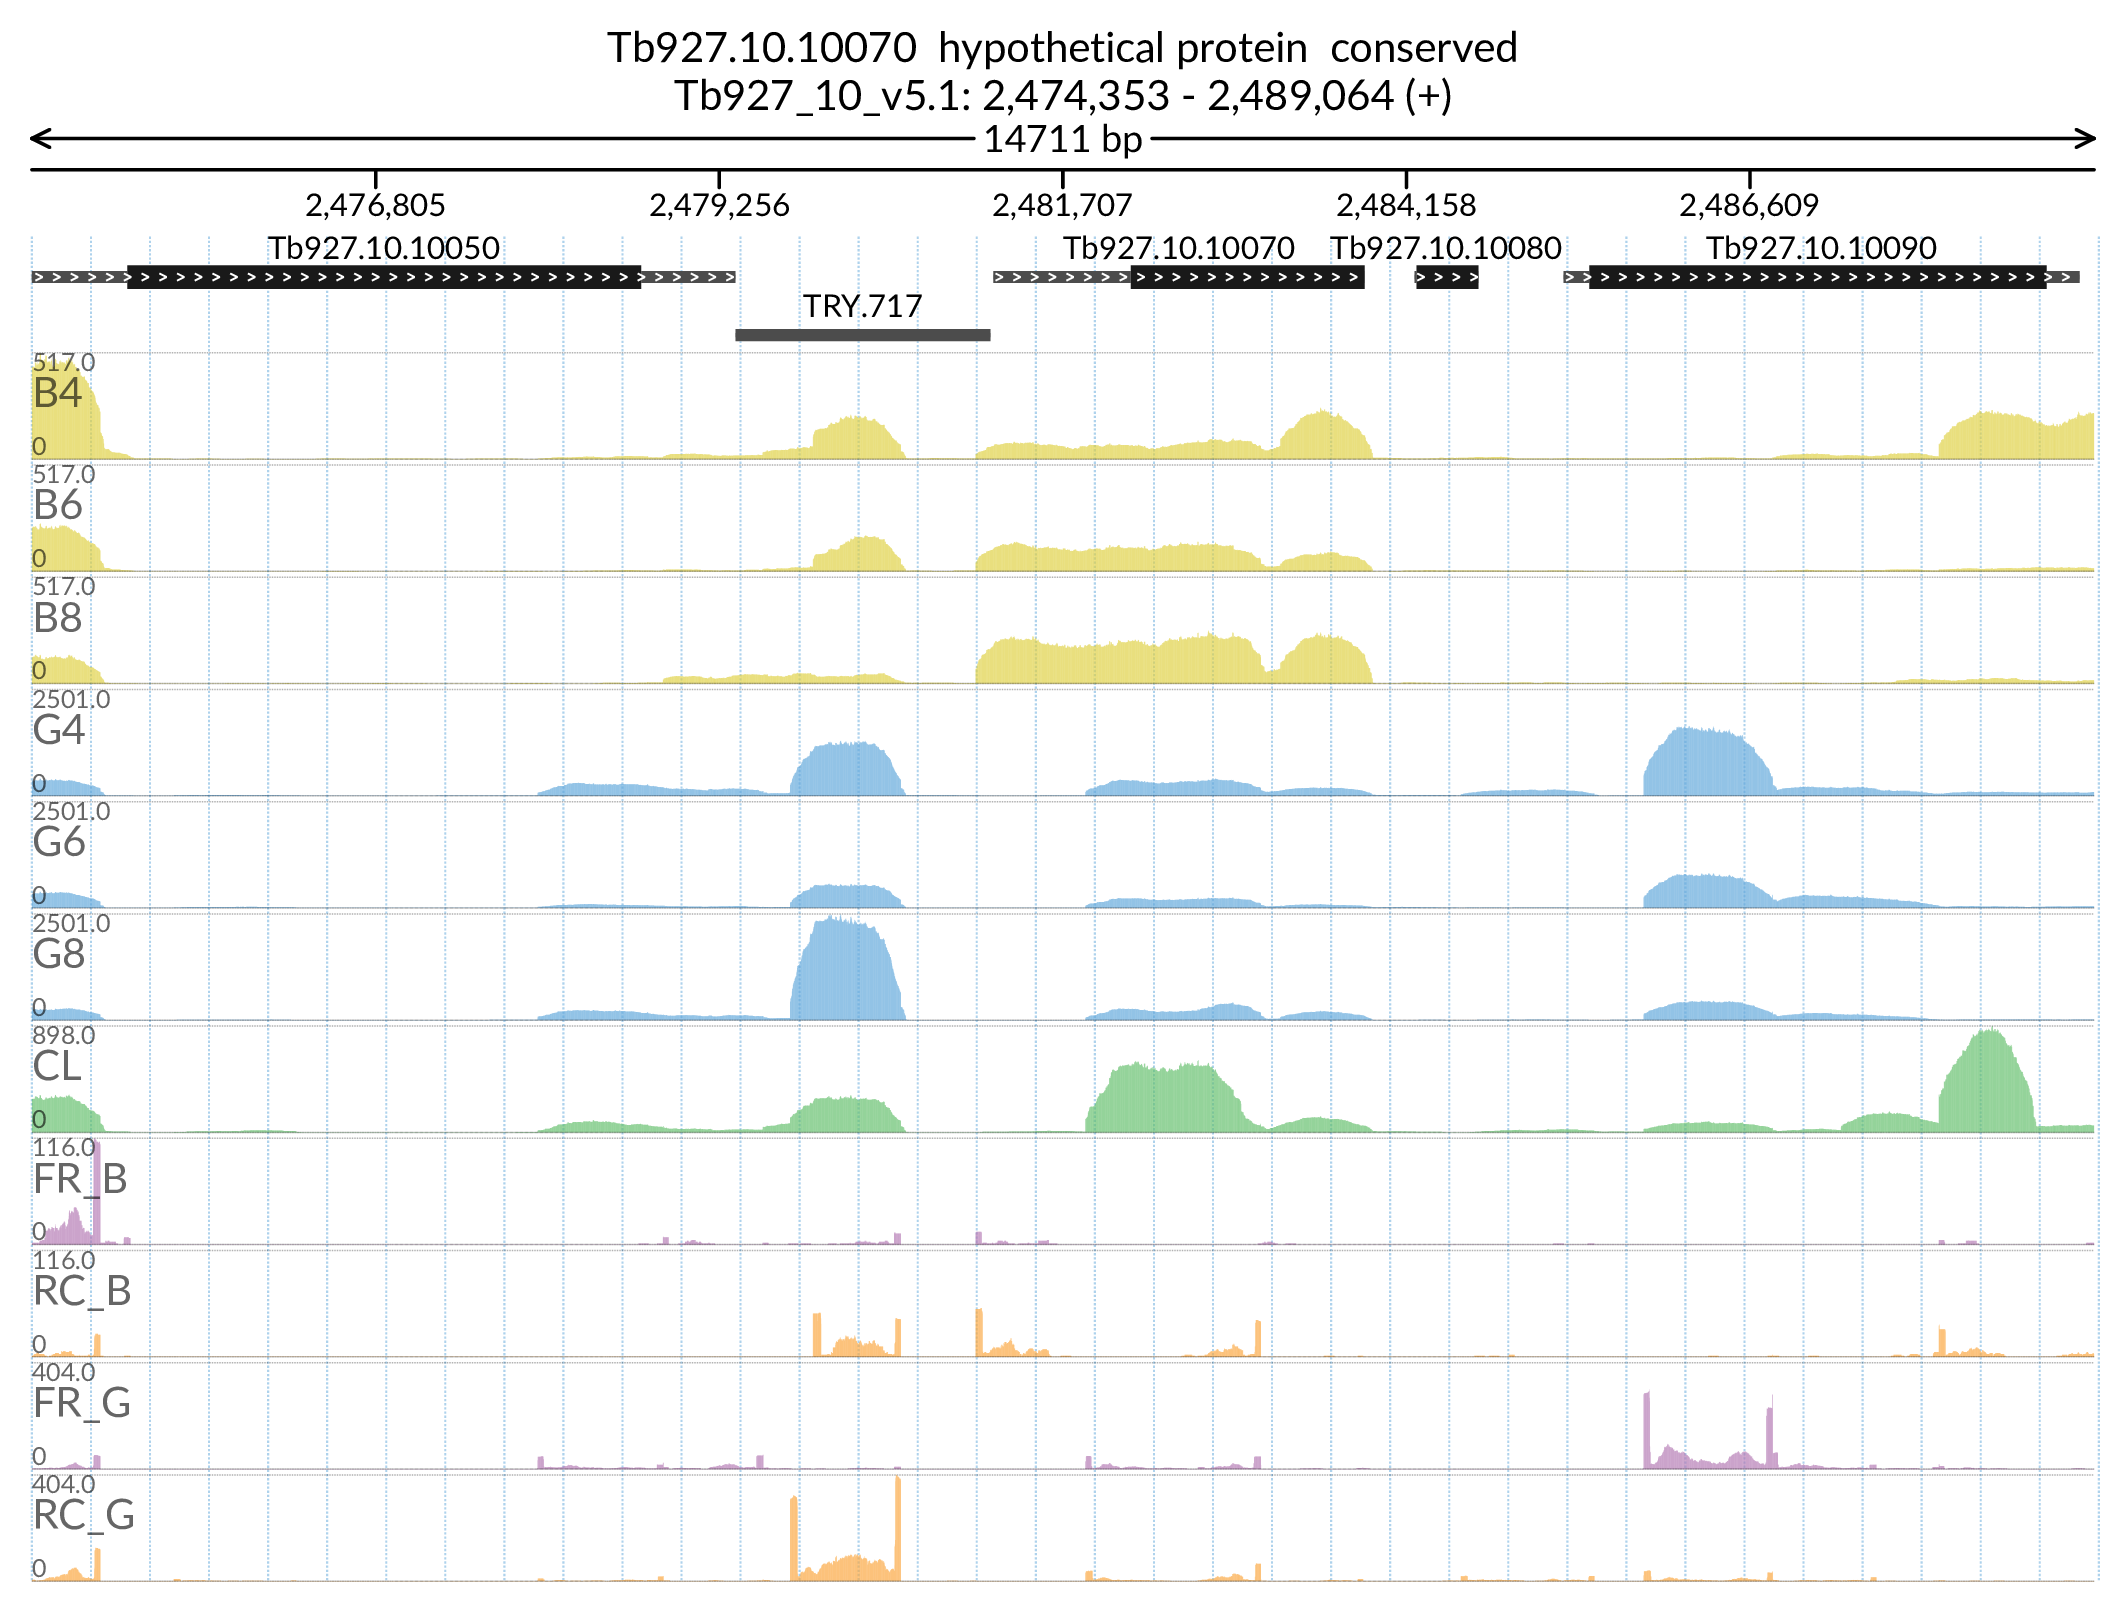 Tb927.10.10070 hypothetical protein conserved
Tb927_10_v5.1: 2,474,353 - 2,489,064 (+)
14711 bp
2,476,805 2,479,256 2,481,707 2,484,158 2,486,609
Tb927.10.10050 Tb927.10.10070 Tb927.10.10080 Tb927.10.10090
TRY.717
517.0
B4
0
517.0
B6
0
517.0
B8
0
2501.0
G4
0
2501.0
G6
0
2501.0
G8
0
898.0
CL
0
116.0
FR_B
0
116.0
RC_B
0
404.0
FR_G
0
404.0
RC_G
0